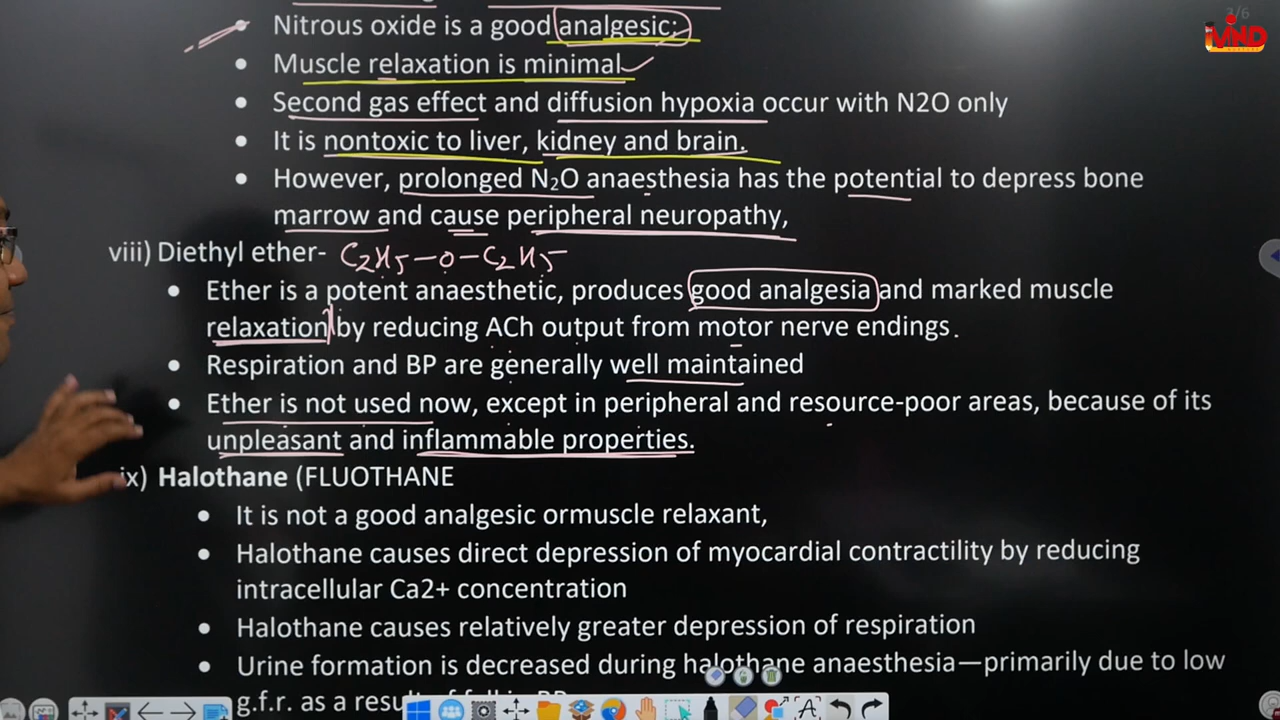 3/6
iMIND
Nitrous oxide is a good analgesic;
Muscle relaxation is minimal
Second gas effect and diffusion hypoxia occur with N2O only
It is nontoxic to liver, kidney and brain.
However, prolonged N₂O anaesthesia has the potential to depress bone
marrow and cause peripheral neuropathy,
viii) Diethyl ether- C2H5-O-C2H5
Ether is a potent anaesthetic, produces good analgesia and marked muscle
relaxation by reducing ACh output from motor nerve endings.
Respiration and BP are generally well maintained
Ether is not used now, except in peripheral and resource-poor areas, because of its
unpleasant and inflammable properties.
ix) Halothane (FLUOTHANE
It is not a good analgesic ormuscle relaxant,
Halothane causes direct depression of myocardial contractility by reducing
intracellular Ca2+ concentration
Halothane causes relatively greater depression of respiration
Urine formation is decreased during halothane anaesthesia—primarily due to low
g.f.r. as a